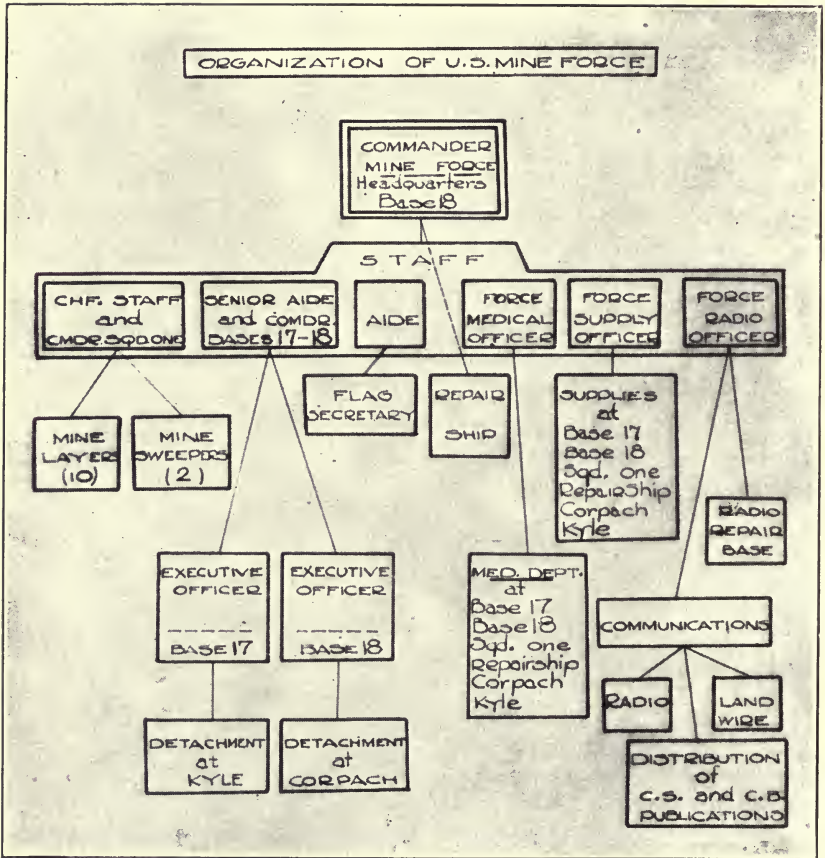 ORGANIZATION OF U.S. MINE FORCE
COMMANDER
MINE FORCE
Headquarters
Base 18
STAFF
CHF. STAFF
and
CMDR. SQD. ONE
SENIOR AIDE
and COMDR.
BASES 17-18
AIDE
FORCE
MEDICAL
OFFICER
FORCE
SUPPLY
OFFICER
FORCE
RADIO
OFFICER
MINE
LAYERS
(10)
MINE
SWEEPERS
(2)
FLAG
SECRETARY
REPAIR
SHIP
SUPPLIES
at
Base 17
Base 18
Sqd. one
RepairShip
Corpach
Kyle
RADIO
REPAIR
BASE
EXECUTIVE
OFFICER
BASE 17
EXECUTIVE
OFFICER
BASE 18
MED. DEPT.
at
Base 17
Base 18
Sqd. one
Repairship
Corpach
Kyle
COMMUNICATIONS
RADIO
LAND
WIRE
DETACHMENT
at
KYLE
DETACHMENT
at
CORPACH
DISTRIBUTION
of
C.S. and C.B.
PUBLICATIONS